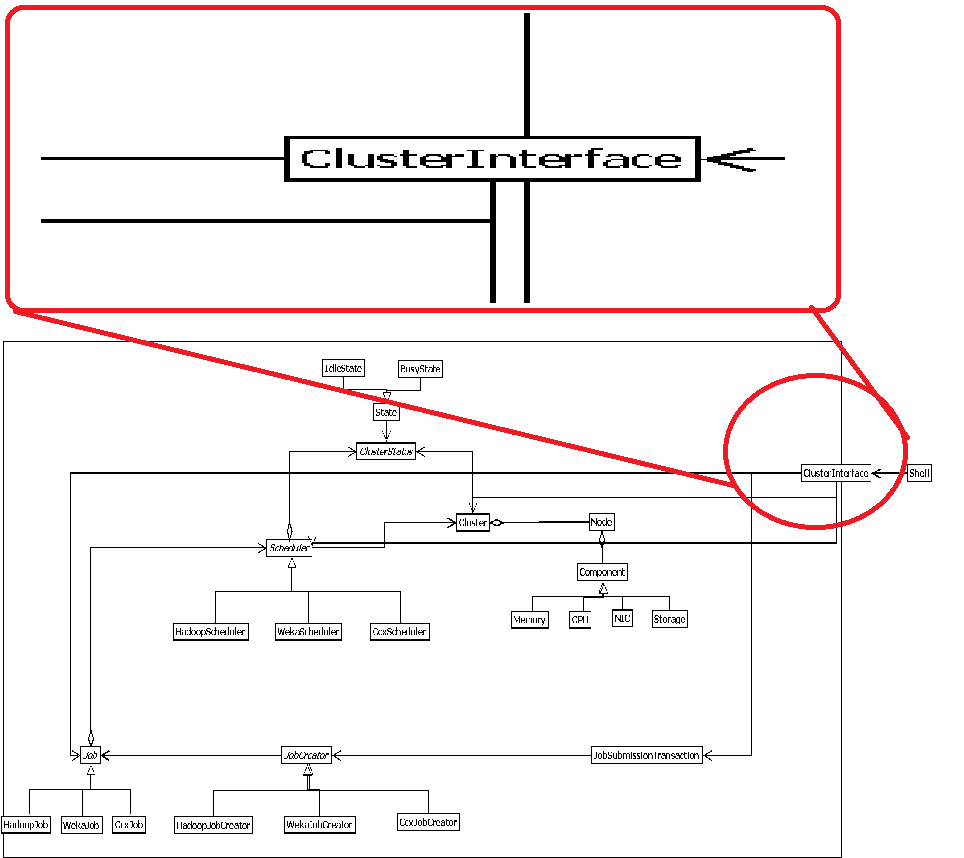 ClusterInterface
IdleState
BusyState
State
ClusterStatus
ClusterInterface
Shell
Cluster
Node
Scheduler
Component
Memory
CPU
NIC
Storage
HadoopScheduler
WekaScheduler
CcxScheduler
Job
JobCreator
JobSubmissionTransaction
HadoopJob
WekaJob
CcxJob
HadoopJobCreator
WekaJobCreator
CcxJobCreator